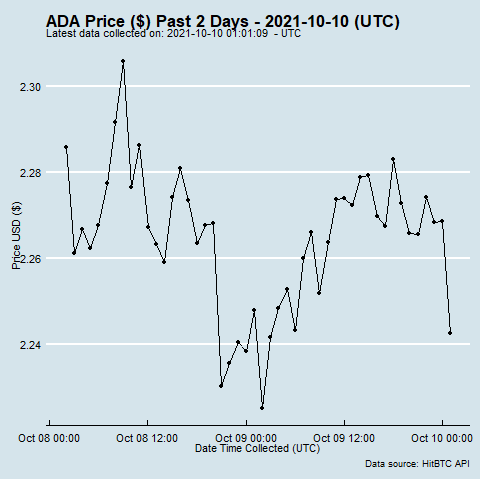 ADA Price ($) Past 2 Days - 2021-10-10 (UTC)
Latest data collected on: 2021-10-10 01:01:09 - UTC
2.30
2.28
2.26
2.24
Price USD ($)
Oct 08 00:00 Oct 08 12:00 Oct 09 00:00 Oct 09 12:00 Oct 10 00:00
Date Time Collected (UTC)
Data source: HitBTC API